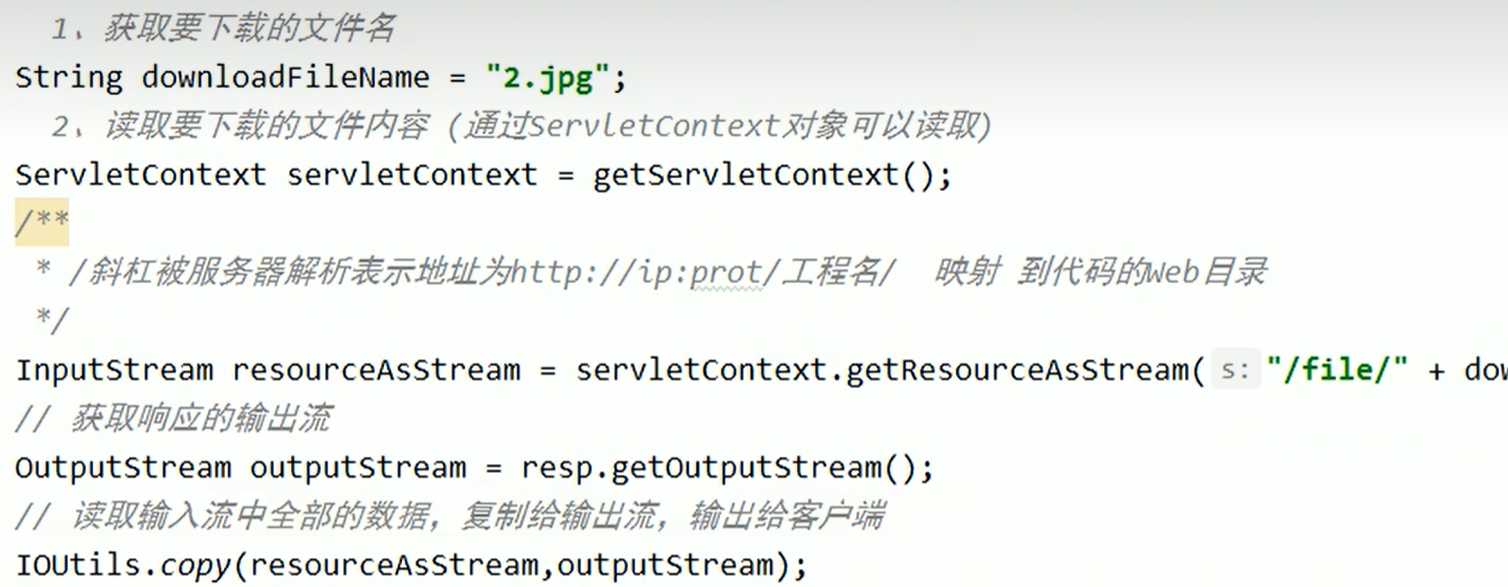 1、获取要下载的文件名
String downloadFileName = "2.jpg";
2、读取要下载的文件内容 (通过ServletContext对象可以读取)
ServletContext servletContext = getServletContext();
/**
* /斜杠被服务器解析表示地址为http://ip:prot/工程名/  映射 到代码的Web目录
*/
InputStream resourceAsStream = servletContext.getResourceAsStream( s: "/file/" +
// 获取响应的输出流
OutputStream outputStream = resp.getOutputStream();
// 读取输入流中全部的数据，复制给输出流，输出给客户端
IOUtils.copy(resourceAsStream,outputStream);